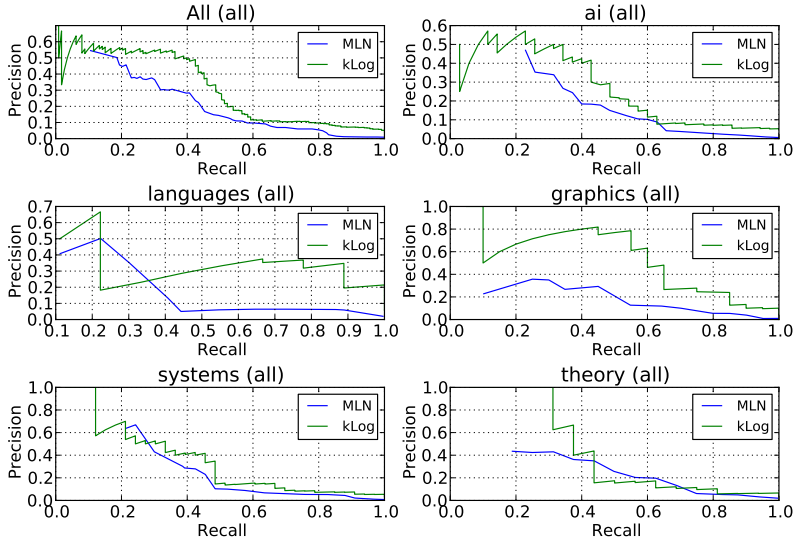 All (all)
Precision
0.6
0.5
0.4
0.3
0.2
0.1
0.0
MLN
kLog
0.0 0.2 0.4 0.6 0.8 1.0
Recall
ai (all)
Precision
0.6
0.5
0.4
0.3
0.2
0.1
0.0
MLN
kLog
0.0 0.2 0.4 0.6 0.8 1.0
Recall
languages (all)
Precision
0.7
0.6
0.5
0.4
0.3
0.2
0.1
0.0
MLN
kLog
0.1 0.2 0.3 0.4 0.5 0.6 0.7 0.8 0.9 1.0
Recall
graphics (all)
Precision
1.0
0.8
0.6
0.4
0.2
0.0
MLN
kLog
0.0 0.2 0.4 0.6 0.8 1.0
Recall
systems (all)
Precision
1.0
0.8
0.6
0.4
0.2
0.0
MLN
kLog
0.0 0.2 0.4 0.6 0.8 1.0
Recall
theory (all)
Precision
1.0
0.8
0.6
0.4
0.2
0.0
MLN
kLog
0.0 0.2 0.4 0.6 0.8 1.0
Recall